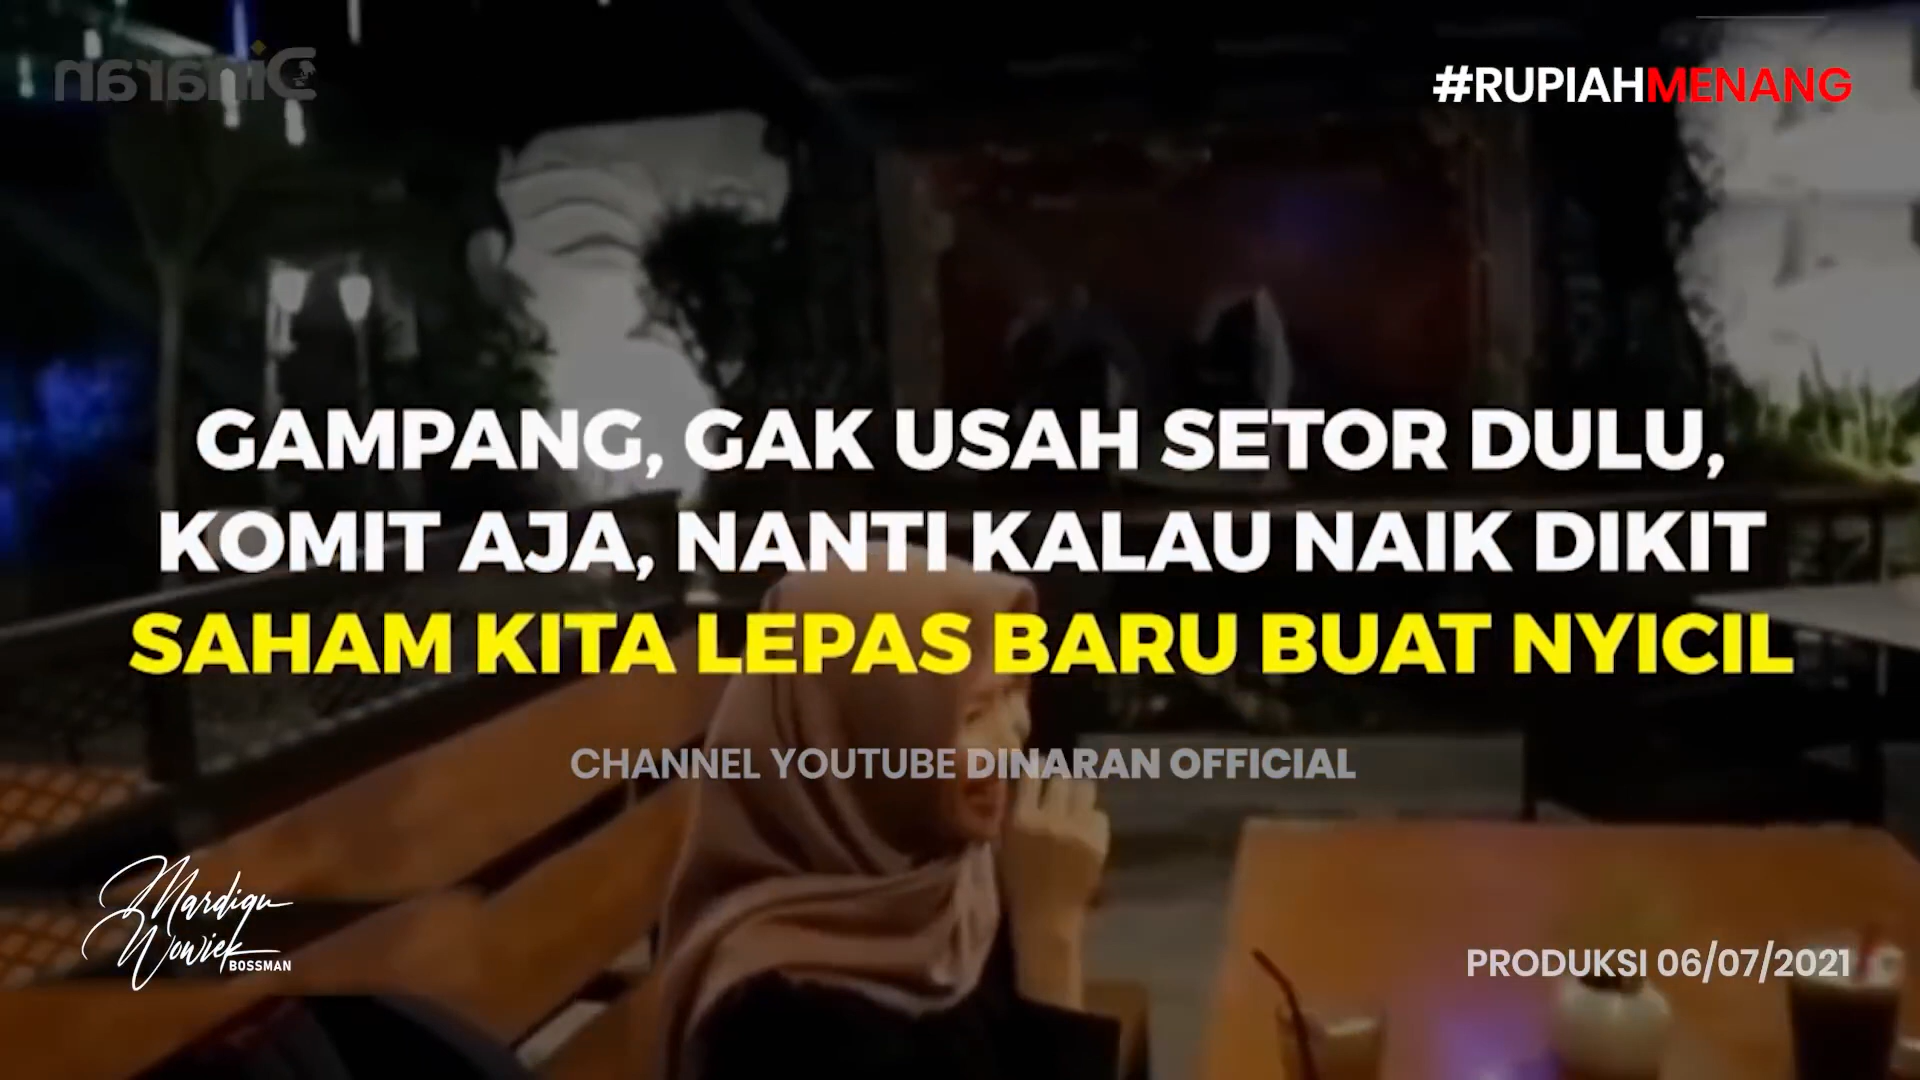 Dinaran
#RUPIAHMENANG
GAMPANG, GAK USAH SETOR DULU,
KOMIT AJA, NANTI KALAU NAIK DIKIT
SAHAM KITA LEPAS BARU BUAT NYICIL
CHANNEL YOUTUBE DINARAN OFFICIAL
Mardigu
Wowiek
BOSSMAN
PRODUKSI 06/07/2021